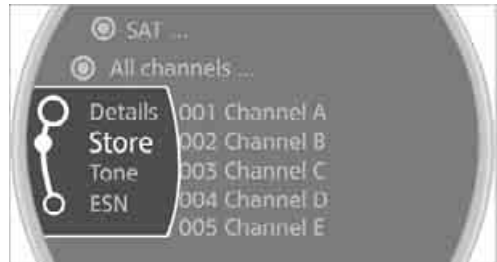 SAT ...
All channels ...
Details
Store
Tone
ESN
001 Channel A
002 Channel B
003 Channel C
004 Channel D
005 Channel E